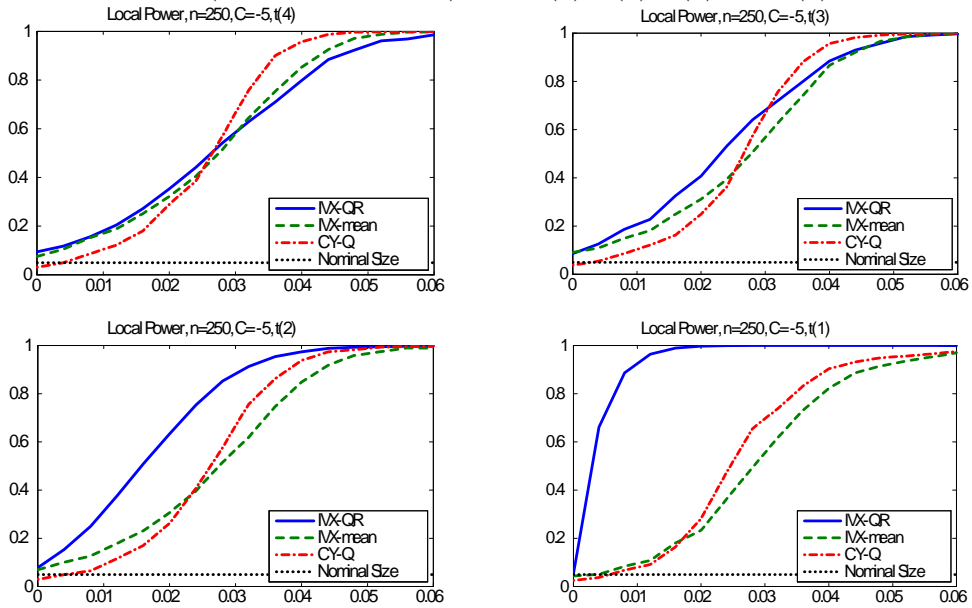 Local Power, n=250, C= -5, t(4)
1
0.8
0.6
0.4
0.2
0
0 0.01 0.02 0.03 0.04 0.05 0.06
IVX-QR
IVX-mean
CY-Q
Nominal Size
Local Power, n=250, C= -5, t(3)
1
0.8
0.6
0.4
0.2
0
0 0.01 0.02 0.03 0.04 0.05 0.06
IVX-QR
IVX-mean
CY-Q
Nominal Size
Local Power, n=250, C= -5, t(2)
1
0.8
0.6
0.4
0.2
0
0 0.01 0.02 0.03 0.04 0.05 0.06
IVX-QR
IVX-mean
CY-Q
Nominal Size
Local Power, n=250, C= -5, t(1)
1
0.8
0.6
0.4
0.2
0
0 0.01 0.02 0.03 0.04 0.05 0.06
IVX-QR
IVX-mean
CY-Q
Nominal Size